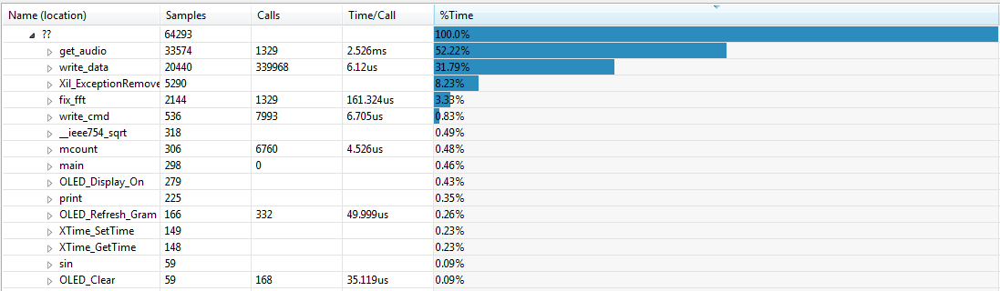 Name (location) Samples Calls Time/Call %Time
?? 64293 100.0%
get_audio 33574 1329 2.526ms 52.22%
write_data 20440 339968 6.12us 31.79%
Xil_ExceptionRemove 5290 8.23%
fix_fft 2144 1329 161.324us 3.33%
write_cmd 536 7993 6.705us 0.83%
__ieee754_sqrt 318 0.49%
mcount 306 6760 4.526us 0.48%
main 298 0 0.46%
OLED_Display_On 279 0.43%
print 225 0.35%
OLED_Refresh_Gram 166 332 49.999us 0.26%
XTime_SetTime 149 0.23%
XTime_GetTime 148 0.23%
sin 59 0.09%
OLED_Clear 59 168 35.119us 0.09%